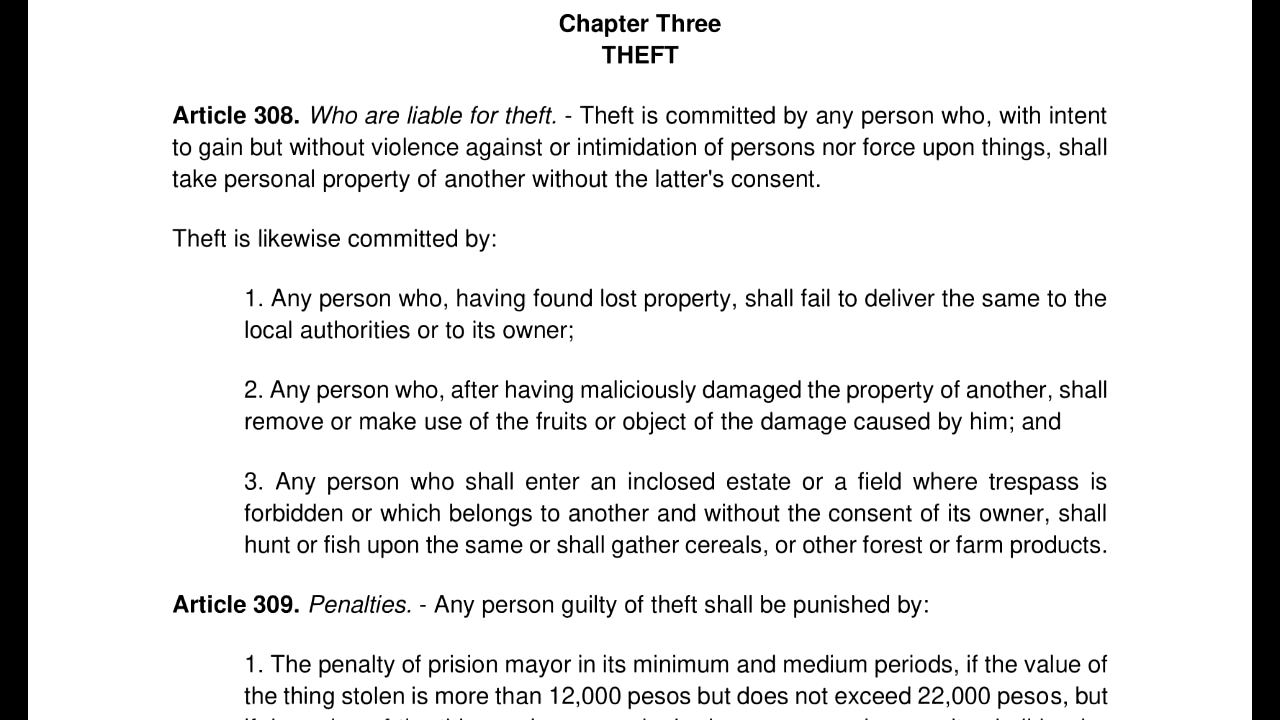 Chapter Three
THEFT
Article 308. Who are liable for theft. - Theft is committed by any person who, with intent
to gain but without violence against or intimidation of persons nor force upon things, shall
take personal property of another without the latter's consent.
Theft is likewise committed by:
1. Any person who, having found lost property, shall fail to deliver the same to the
local authorities or to its owner;
2. Any person who, after having maliciously damaged the property of another, shall
remove or make use of the fruits or object of the damage caused by him; and
3. Any person who shall enter an inclosed estate or a field where trespass is
forbidden or which belongs to another and without the consent of its owner, shall
hunt or fish upon the same or shall gather cereals, or other forest or farm products.
Article 309. Penalties. - Any person guilty of theft shall be punished by:
1. The penalty of prision mayor in its minimum and medium periods, if the value of
the thing stolen is more than 12,000 pesos but does not exceed 22,000 pesos, but